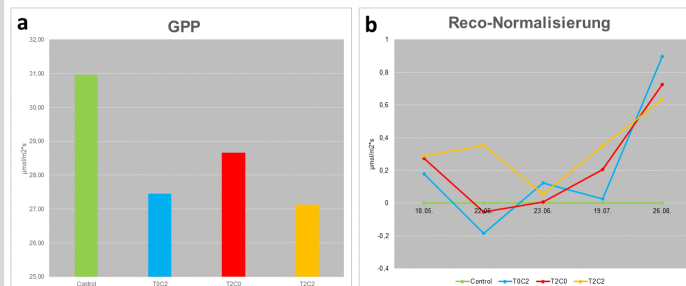 a
GPP
32,00
31,00
30,00
29,00
28,00
27,00
26,00
25,00
µmol/m2*s
Control
T0C2
T2C0
T2C2
b
Reco-Normalisierung
1
0,8
0,6
0,4
0,2
0
-0,2
-0,4
µmol/m2*s
18.05.
22.05.
23.06.
19.07.
26.08.
Control T0C2 T2C0 T2C2